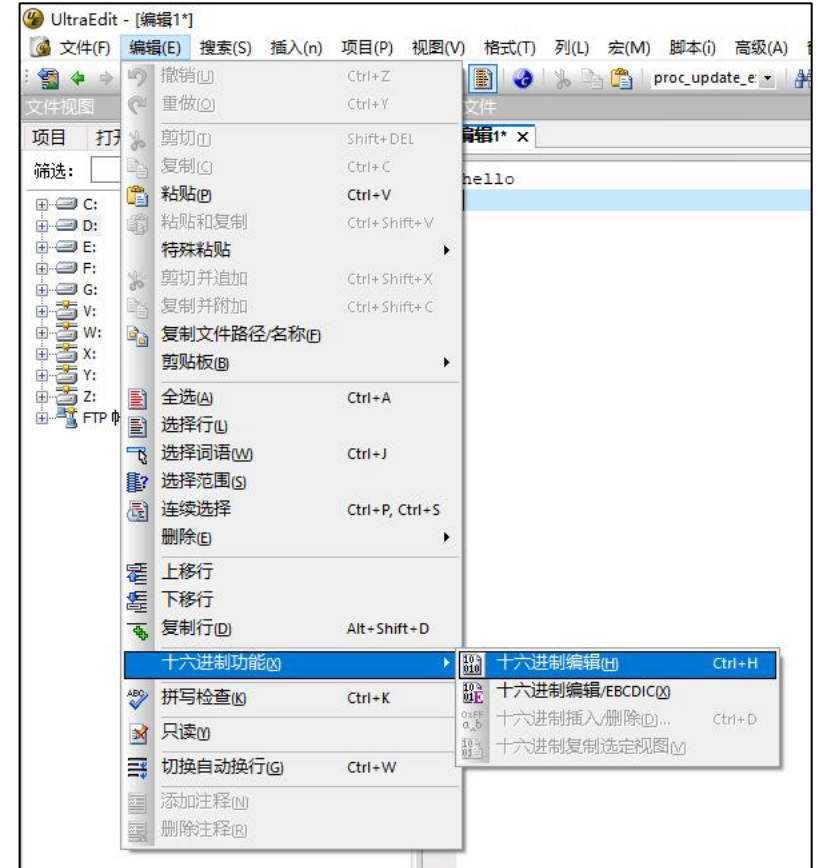 UltraEdit - [编辑1*]
文件(F) 编辑(E) 搜索(S) 插入(n) 项目(P) 视图(V) 格式(T) 列(L) 宏(M) 脚本(i) 高级(A)
proc_update_e
文件视图 文件
项目 打开
编辑1* ×
筛选:
hello
C:
D:
E:
F:
G:
V:
W:
X:
Y:
Z:
FTP 帐
撤销(U) Ctrl+Z
重做(O) Ctrl+Y
剪切(T) Shift+DEL
复制(C) Ctrl+C
粘贴(P) Ctrl+V
粘贴和复制 Ctrl+Shift+V
特殊粘贴
剪切并追加 Ctrl+Shift+X
复制并附加 Ctrl+Shift+C
复制文件路径/名称(F)
剪贴板(B)
全选(A) Ctrl+A
选择行(L)
选择词语(W) Ctrl+J
选择范围(S)
连续选择 Ctrl+P, Ctrl+S
删除(E)
上移行
下移行
复制行(D) Alt+Shift+D
十六进制功能(X)
拼写检查(K) Ctrl+K
只读(Y)
切换自动换行(G) Ctrl+W
添加注释(N)
删除注释(R)
十六进制编辑(H) Ctrl+H
十六进制编辑/EBCDIC(X)
十六进制插入/删除(D)... Ctrl+D
十六进制复制选定视图(V)